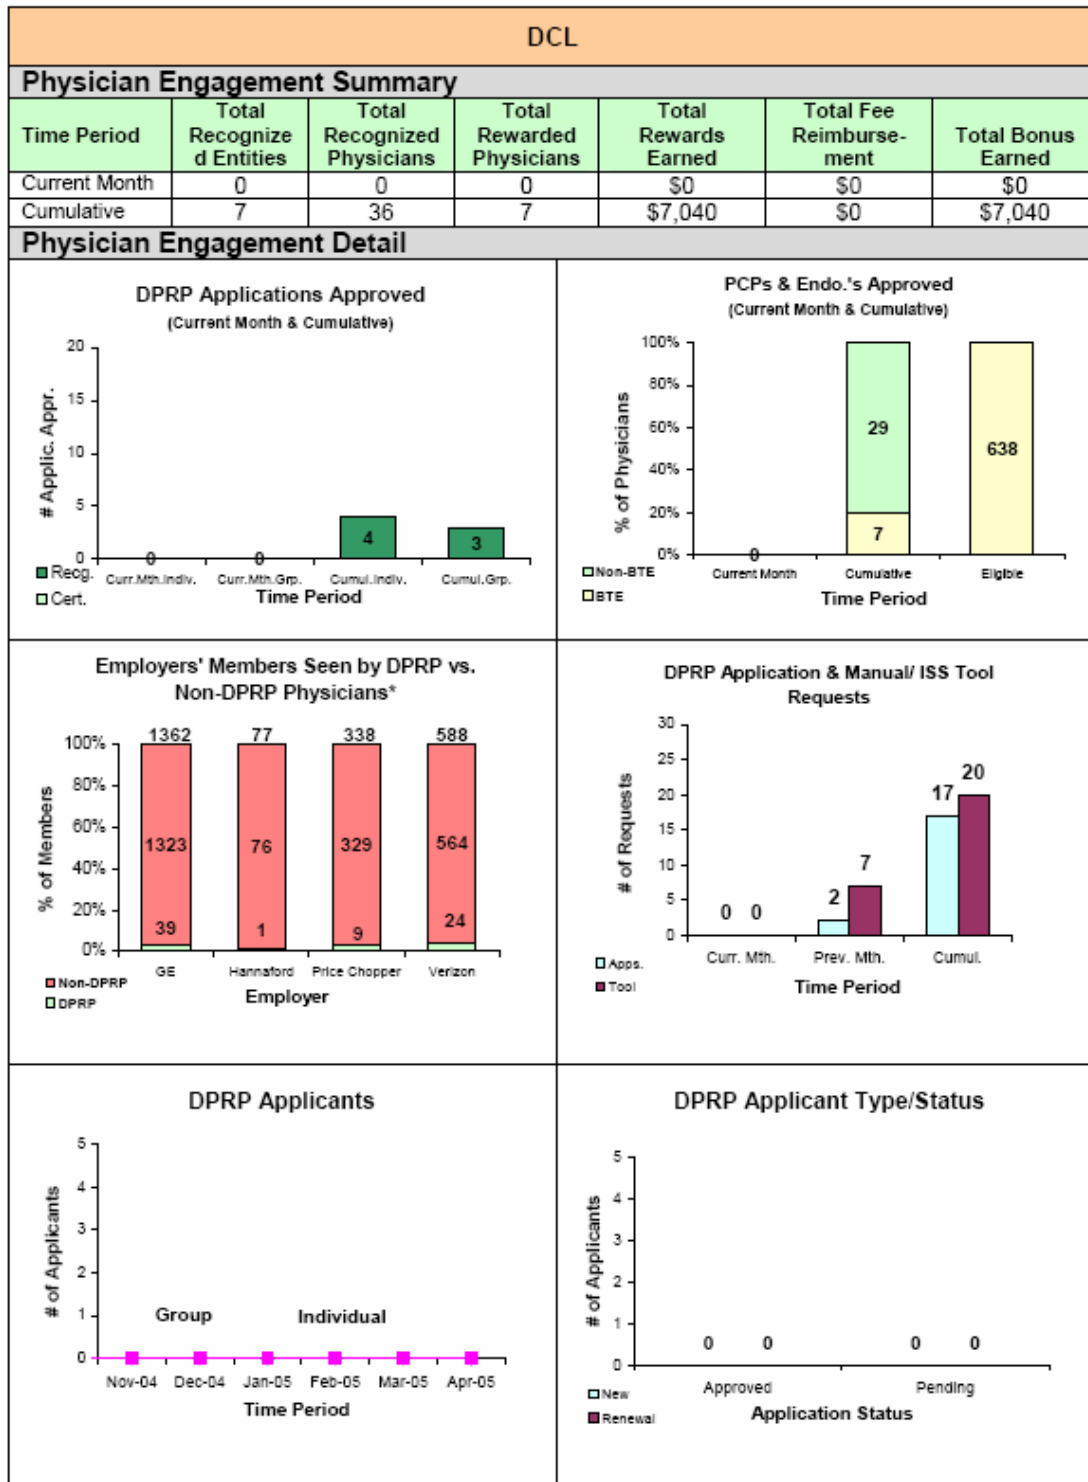 DCL
Physician Engagement Summary
Time Period
Total Recognize d Entities
Total Recognized Physicians
Total Rewarded Physicians
Total Rewards Earned
Total Fee Reimburse- ment
Total Bonus Earned
Current Month 0 0 0 $0 $0 $0
Cumulative 7 36 7 $7,040 $0 $7,040
Physician Engagement Detail
DPRP Applications Approved
(Current Month & Cumulative)
# Applic. Appr.
20
15
10
5
0
0 0 4 3
Curr.Mth.Indiv. Curr.Mth.Grp. Cumul.Indiv. Cumul.Grp.
Recg.
Cert.
Time Period
PCPs & Endo.'s Approved
(Current Month & Cumulative)
% of Physicians
100%
80%
60%
40%
20%
0%
0
29
7
638
Current Month Cumulative Eligible
Non-BTE
BTE
Time Period
Employers' Members Seen by DPRP vs.
Non-DPRP Physicians*
% of Members
100%
80%
60%
40%
20%
0%
1362 77 338 588
1323 76 329 564
39 1 9 24
GE Hannaford Price Chopper Verizon
Non-DPRP
DPRP
Employer
DPRP Application & Manual/ ISS Tool
Requests
# of Requests
30
25
20
15
10
5
0
0 0 2 7 17 20
Curr. Mth. Prev. Mth. Cumul.
Apps.
Tool
Time Period
DPRP Applicants
# of Applicants
5
4
3
2
1
0
Group Individual
Nov-04 Dec-04 Jan-05 Feb-05 Mar-05 Apr-05
Time Period
DPRP Applicant Type/Status
# of Applicants
5
4
3
2
1
0
0 0 0 0
Approved Pending
New
Renewal
Application Status